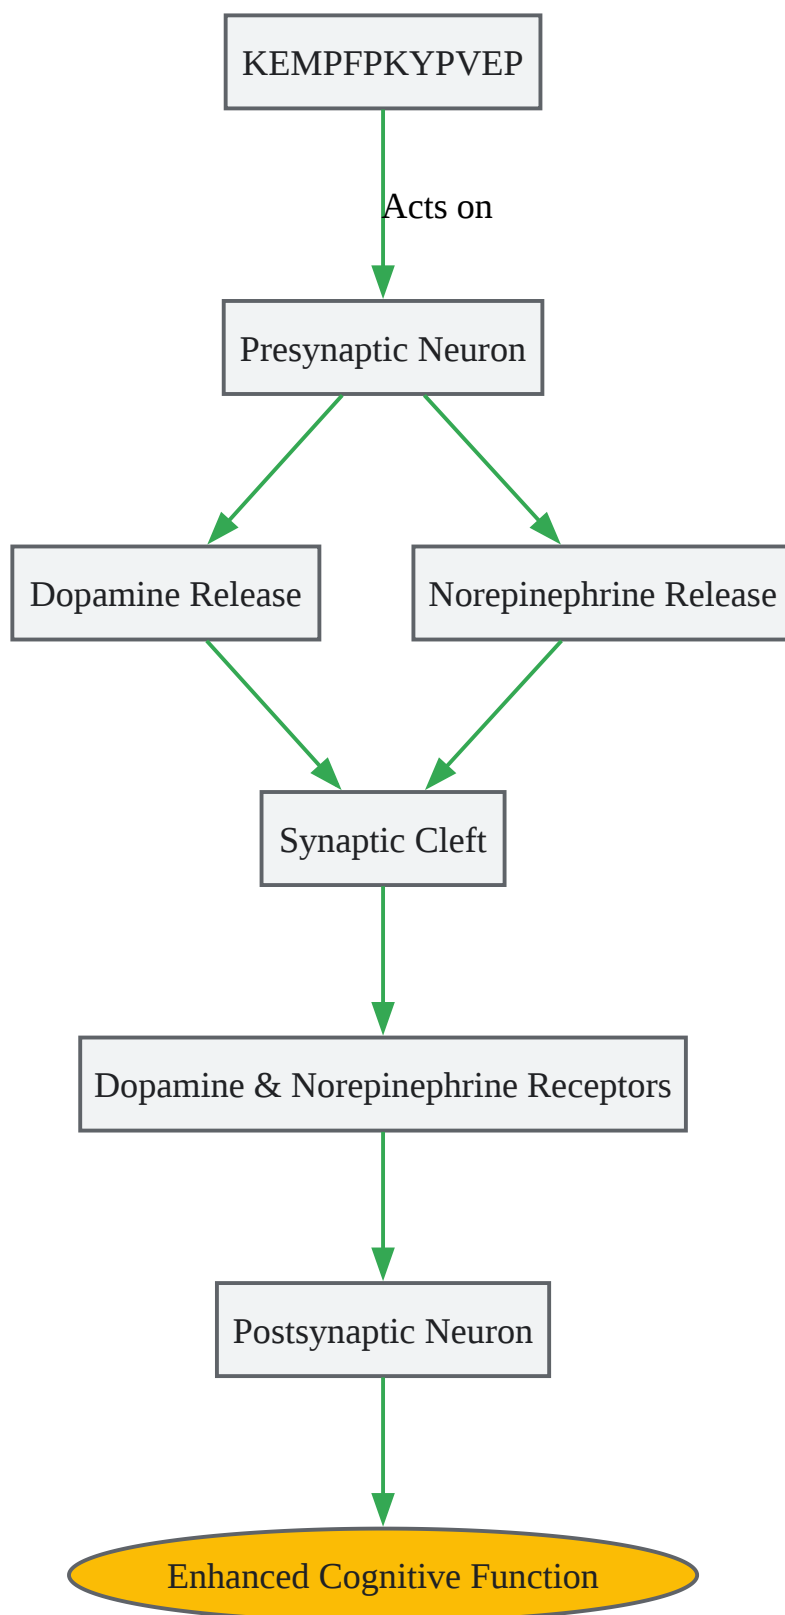 KEMPFPKYPVEP
Acts on
Presynaptic Neuron
Dopamine Release
Norepinephrine Release
Synaptic Cleft
Dopamine & Norepinephrine Receptors
Postsynaptic Neuron
Enhanced Cognitive Function